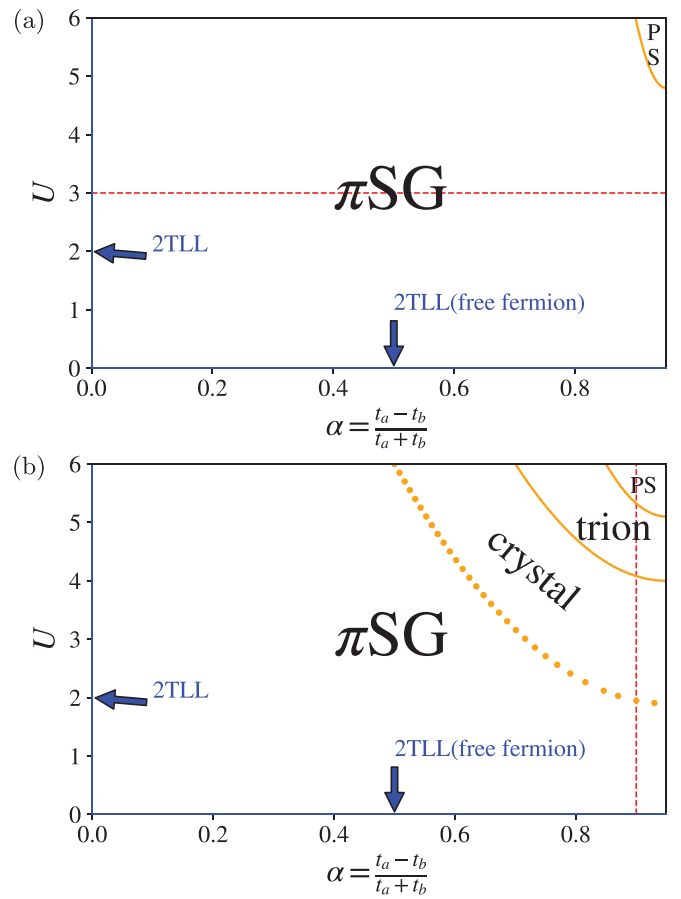 (a)
6
P
S
5
4
U
3
πSG
2
2TLL
1
2TLL(free fermion)
0
0.0 0.2 0.4 0.6 0.8
α = (t_a − t_b)/(t_a + t_b)
(b)
6
PS
5
trion
crystal
4
U
3
πSG
2
2TLL
1
2TLL(free fermion)
0
0.0 0.2 0.4 0.6 0.8
α = (t_a − t_b)/(t_a + t_b)